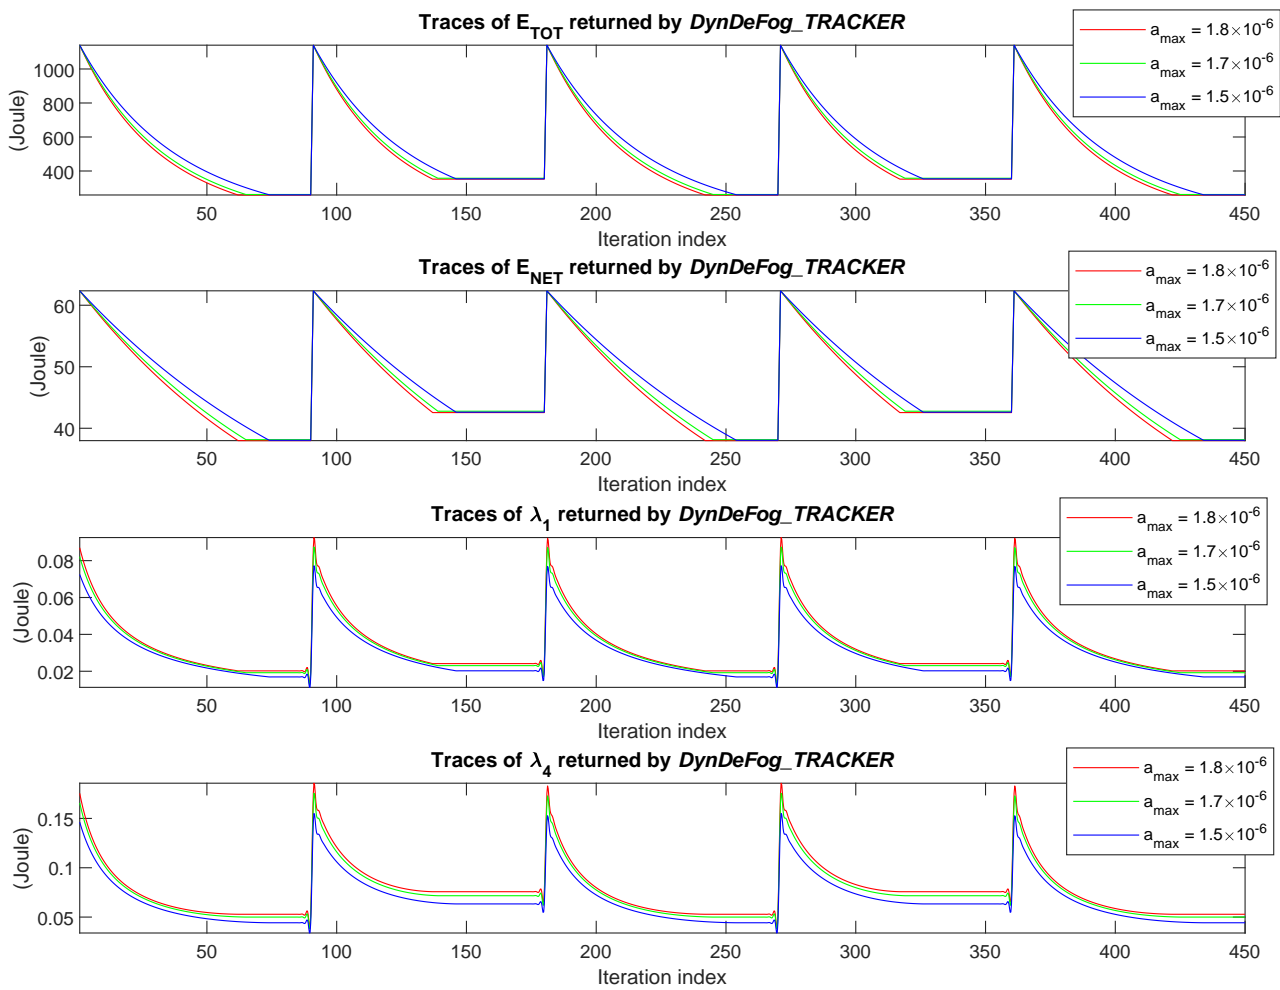 Traces of E_TOT returned by DynDeFog_TRACKER
a_max = 1.8×10^-6
a_max = 1.7×10^-6
a_max = 1.5×10^-6
(Joule)
1000
800
600
400
50 100 150 200 250 300 350 400 450
Iteration index
Traces of E_NET returned by DynDeFog_TRACKER
a_max = 1.8×10^-6
a_max = 1.7×10^-6
a_max = 1.5×10^-6
(Joule)
60
50
40
50 100 150 200 250 300 350 400 450
Iteration index
Traces of λ_1 returned by DynDeFog_TRACKER
a_max = 1.8×10^-6
a_max = 1.7×10^-6
a_max = 1.5×10^-6
(Joule)
0.08
0.06
0.04
0.02
50 100 150 200 250 300 350 400 450
Iteration index
Traces of λ_4 returned by DynDeFog_TRACKER
a_max = 1.8×10^-6
a_max = 1.7×10^-6
a_max = 1.5×10^-6
(Joule)
0.15
0.1
0.05
50 100 150 200 250 300 350 400 450
Iteration index